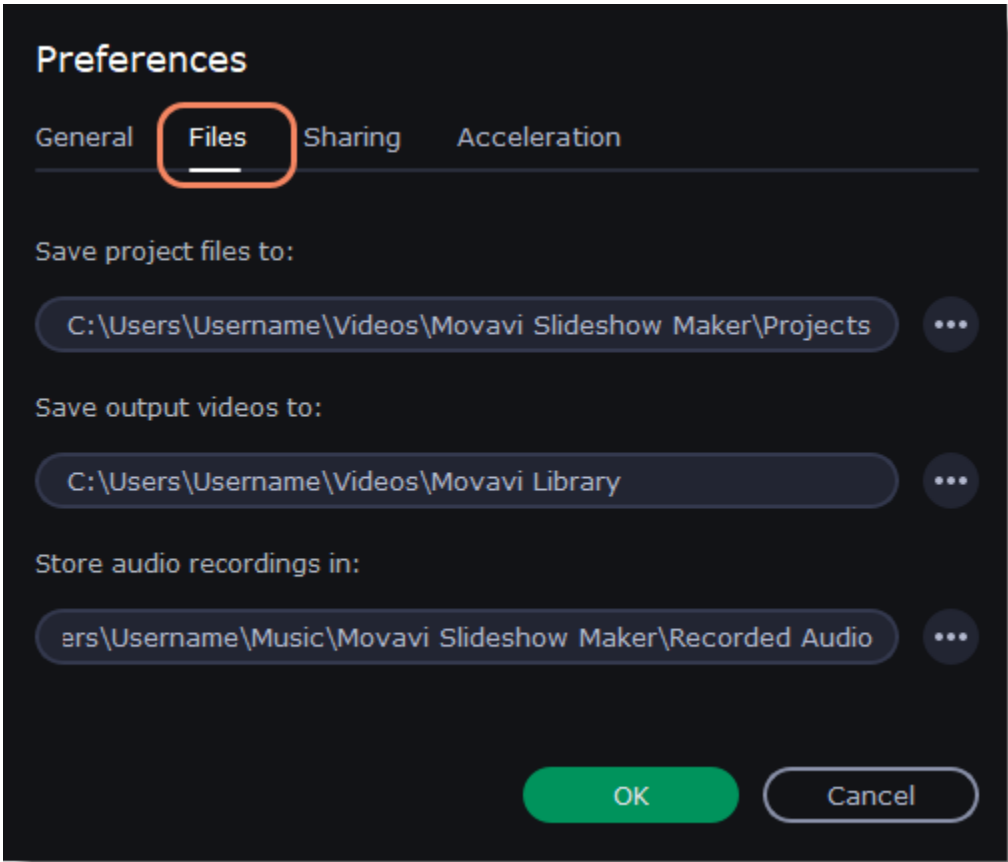 Preferences
General Files Sharing Acceleration
Save project files to:
C:\Users\Username\Videos\Movavi Slideshow Maker\Projects
Save output videos to:
C:\Users\Username\Videos\Movavi Library
Store audio recordings in:
ers\Username\Music\Movavi Slideshow Maker\Recorded Audio
OK Cancel